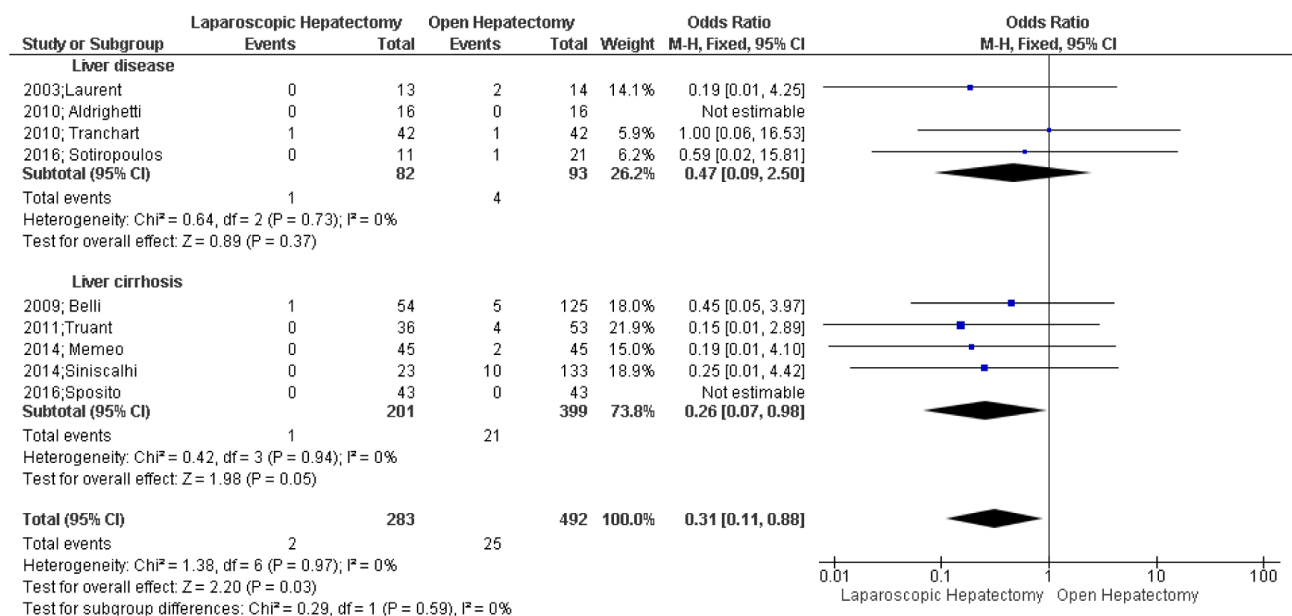 Laparoscopic Hepatectomy Open Hepatectomy Odds Ratio Odds Ratio
Study or Subgroup Events Total Events Total Weight M-H, Fixed, 95% CI M-H, Fixed, 95% CI
Liver disease
2003;Laurent 0 13 2 14 14.1% 0.19 [0.01, 4.25]
2010; Aldrighetti 0 16 0 16 Not estimable
2010; Tranchart 1 42 1 42 5.9% 1.00 [0.06, 16.53]
2016; Sotiropoulos 0 11 1 21 6.2% 0.59 [0.02, 15.81]
Subtotal (95% CI) 82 93 26.2% 0.47 [0.09, 2.50]
Total events 1 4
Heterogeneity: Chi² = 0.64, df = 2 (P = 0.73); I² = 0%
Test for overall effect: Z = 0.89 (P = 0.37)
Liver cirrhosis
2009; Belli 1 54 5 125 18.0% 0.45 [0.05, 3.97]
2011;Truant 0 36 4 53 21.9% 0.15 [0.01, 2.89]
2014; Memeo 0 45 2 45 15.0% 0.19 [0.01, 4.10]
2014;Siniscalhi 0 23 10 133 18.9% 0.25 [0.01, 4.42]
2016;Sposito 0 43 0 43 Not estimable
Subtotal (95% CI) 201 399 73.8% 0.26 [0.07, 0.98]
Total events 1 21
Heterogeneity: Chi² = 0.42, df = 3 (P = 0.94); I² = 0%
Test for overall effect: Z = 1.98 (P = 0.05)
Total (95% CI) 283 492 100.0% 0.31 [0.11, 0.88]
Total events 2 25
Heterogeneity: Chi² = 1.38, df = 6 (P = 0.97); I² = 0%
Test for overall effect: Z = 2.20 (P = 0.03)
Test for subgroup differences: Chi² = 0.29, df = 1 (P = 0.59), I² = 0%
0.01 0.1 1 10 100
Laparoscopic Hepatectomy Open Hepatectomy